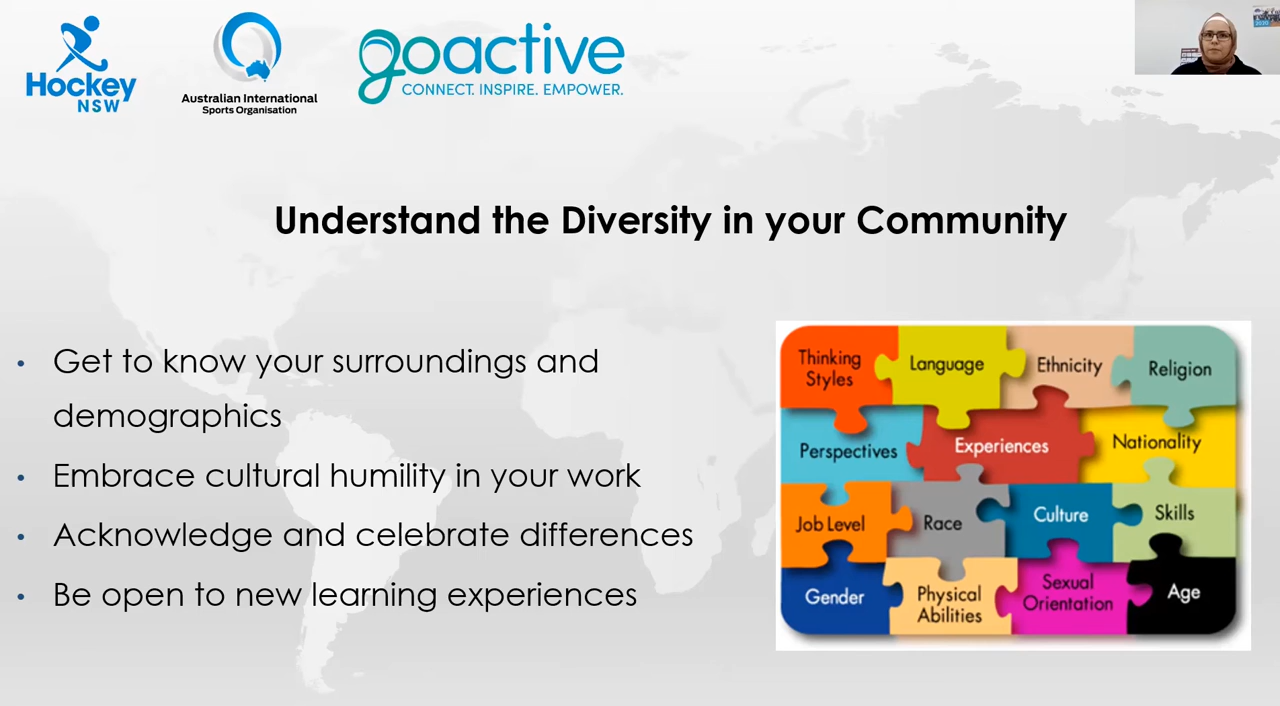 Hockey
NSW
Australian International
Sports Organisation
goactive
CONNECT. INSPIRE. EMPOWER.
Understand the Diversity in your Community
• Get to know your surroundings and
demographics
• Embrace cultural humility in your work
• Acknowledge and celebrate differences
• Be open to new learning experiences
Thinking
Styles
Language
Ethnicity
Religion
Perspectives
Experiences
Nationality
Job Level
Race
Culture
Skills
Gender
Physical
Abilities
Sexual
Orientation
Age